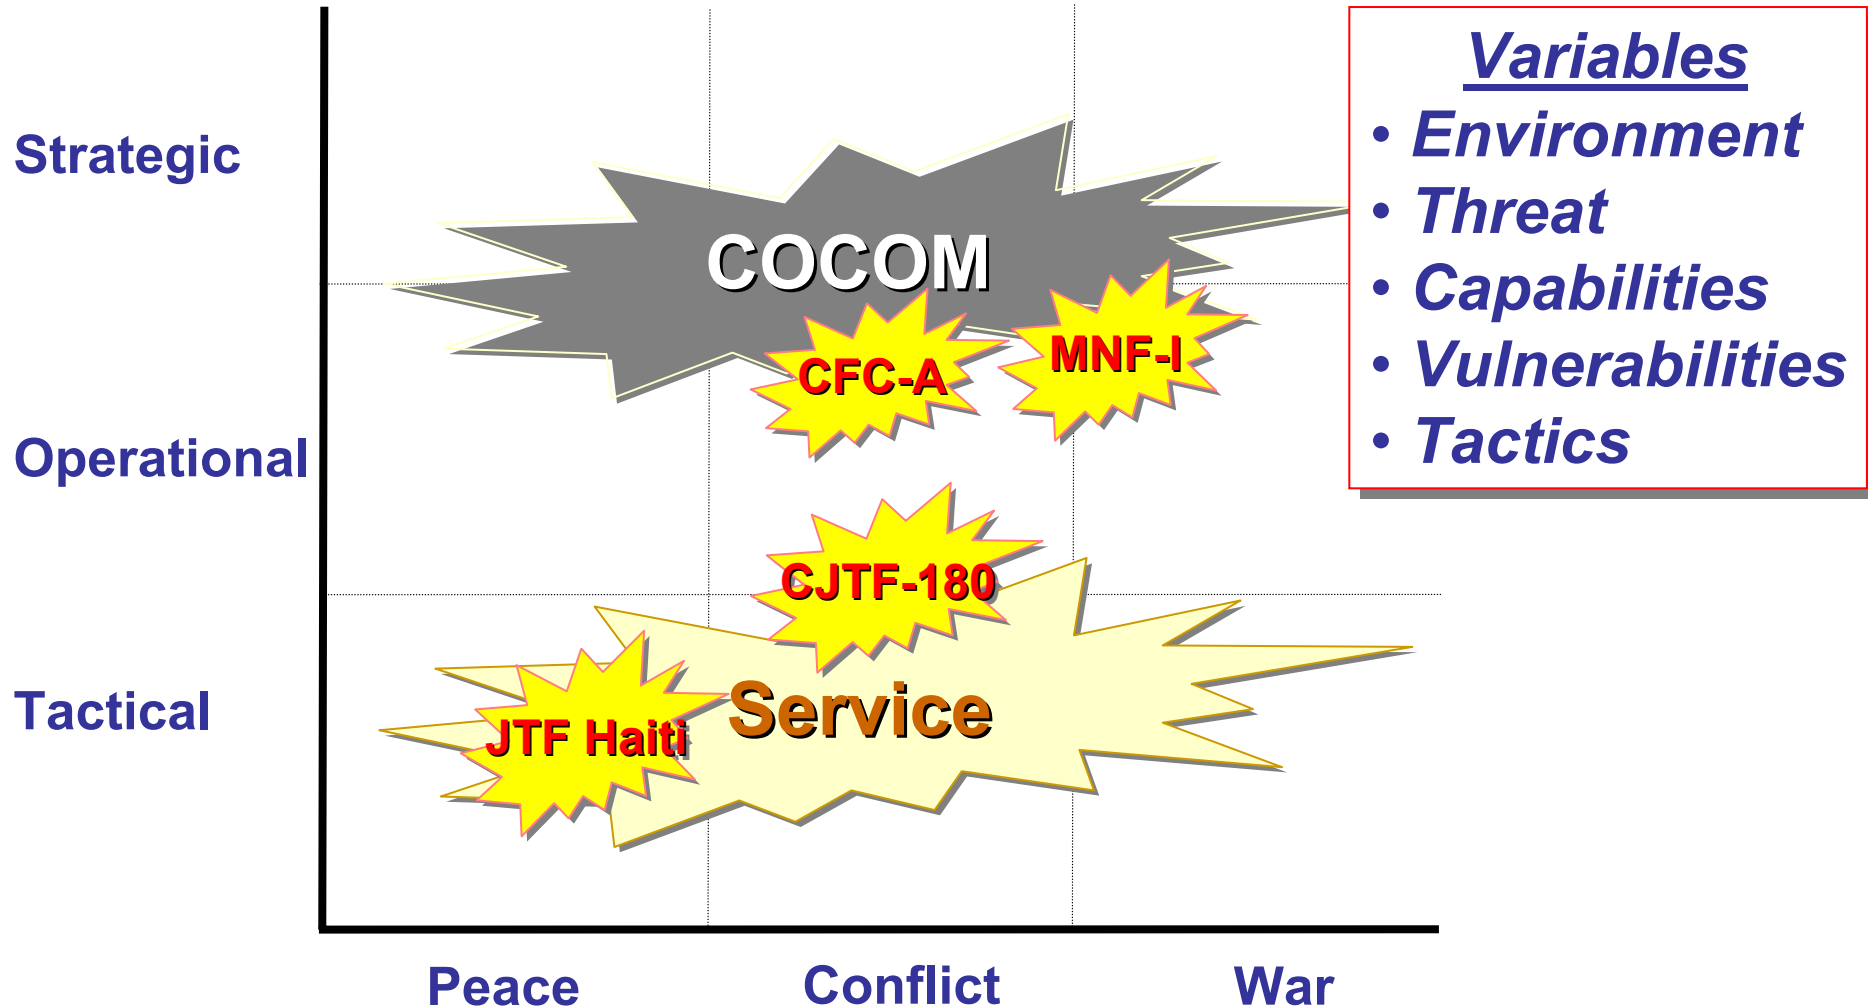 Strategic
Operational
Tactical
COCOM
CFC-A
MNF-I
CJTF-180
Service
JTF Haiti
Peace
Conflict
War
Variables
• Environment
• Threat
• Capabilities
• Vulnerabilities
• Tactics